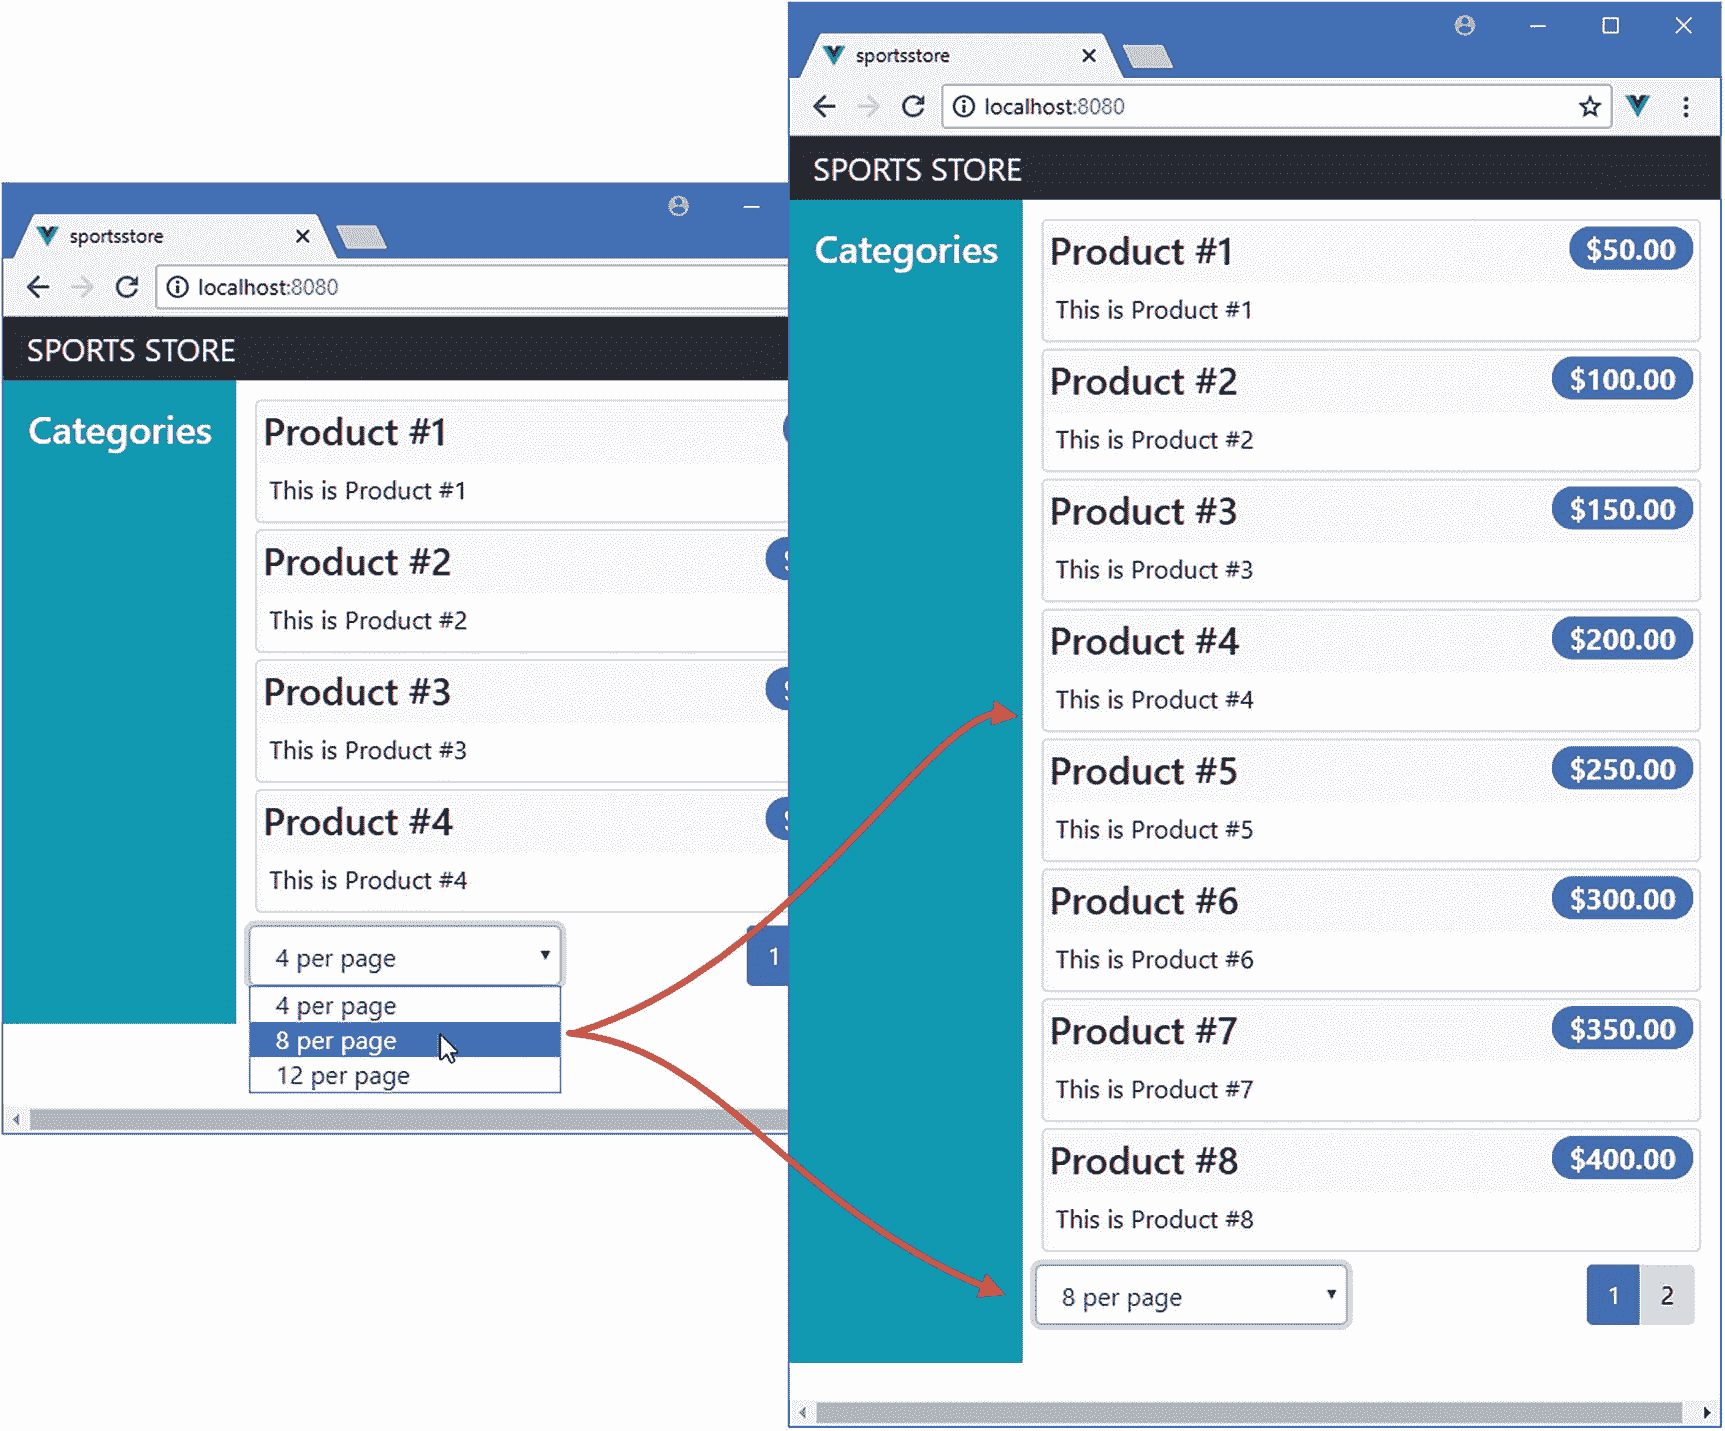 sportsstore
localhost:8080
SPORTS STORE
Categories
Product #1
This is Product #1
Product #2
This is Product #2
Product #3
This is Product #3
Product #4
This is Product #4
4 per page
1
4 per page
8 per page
12 per page
sportsstore
localhost:8080
SPORTS STORE
Categories
Product #1 $50.00
This is Product #1
Product #2 $100.00
This is Product #2
Product #3 $150.00
This is Product #3
Product #4 $200.00
This is Product #4
Product #5 $250.00
This is Product #5
Product #6 $300.00
This is Product #6
Product #7 $350.00
This is Product #7
Product #8 $400.00
This is Product #8
8 per page 1 2